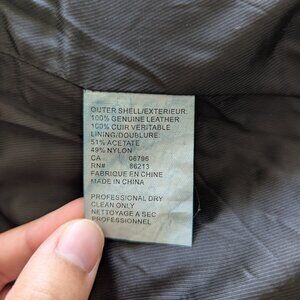 OUTER SHELL/EXTERIEUR:
100% GENUINE LEATHER
100% CUIR VERITABLE
LINING/DOUBLURE:
51% ACETATE
49% NYLON
CA 06796
RN# 86213
FABRIQUE EN CHINE
MADE IN CHINA
PROFESSIONAL DRY
CLEAN ONLY
NETTOYAGE A SEC
PROFESSIONNEL